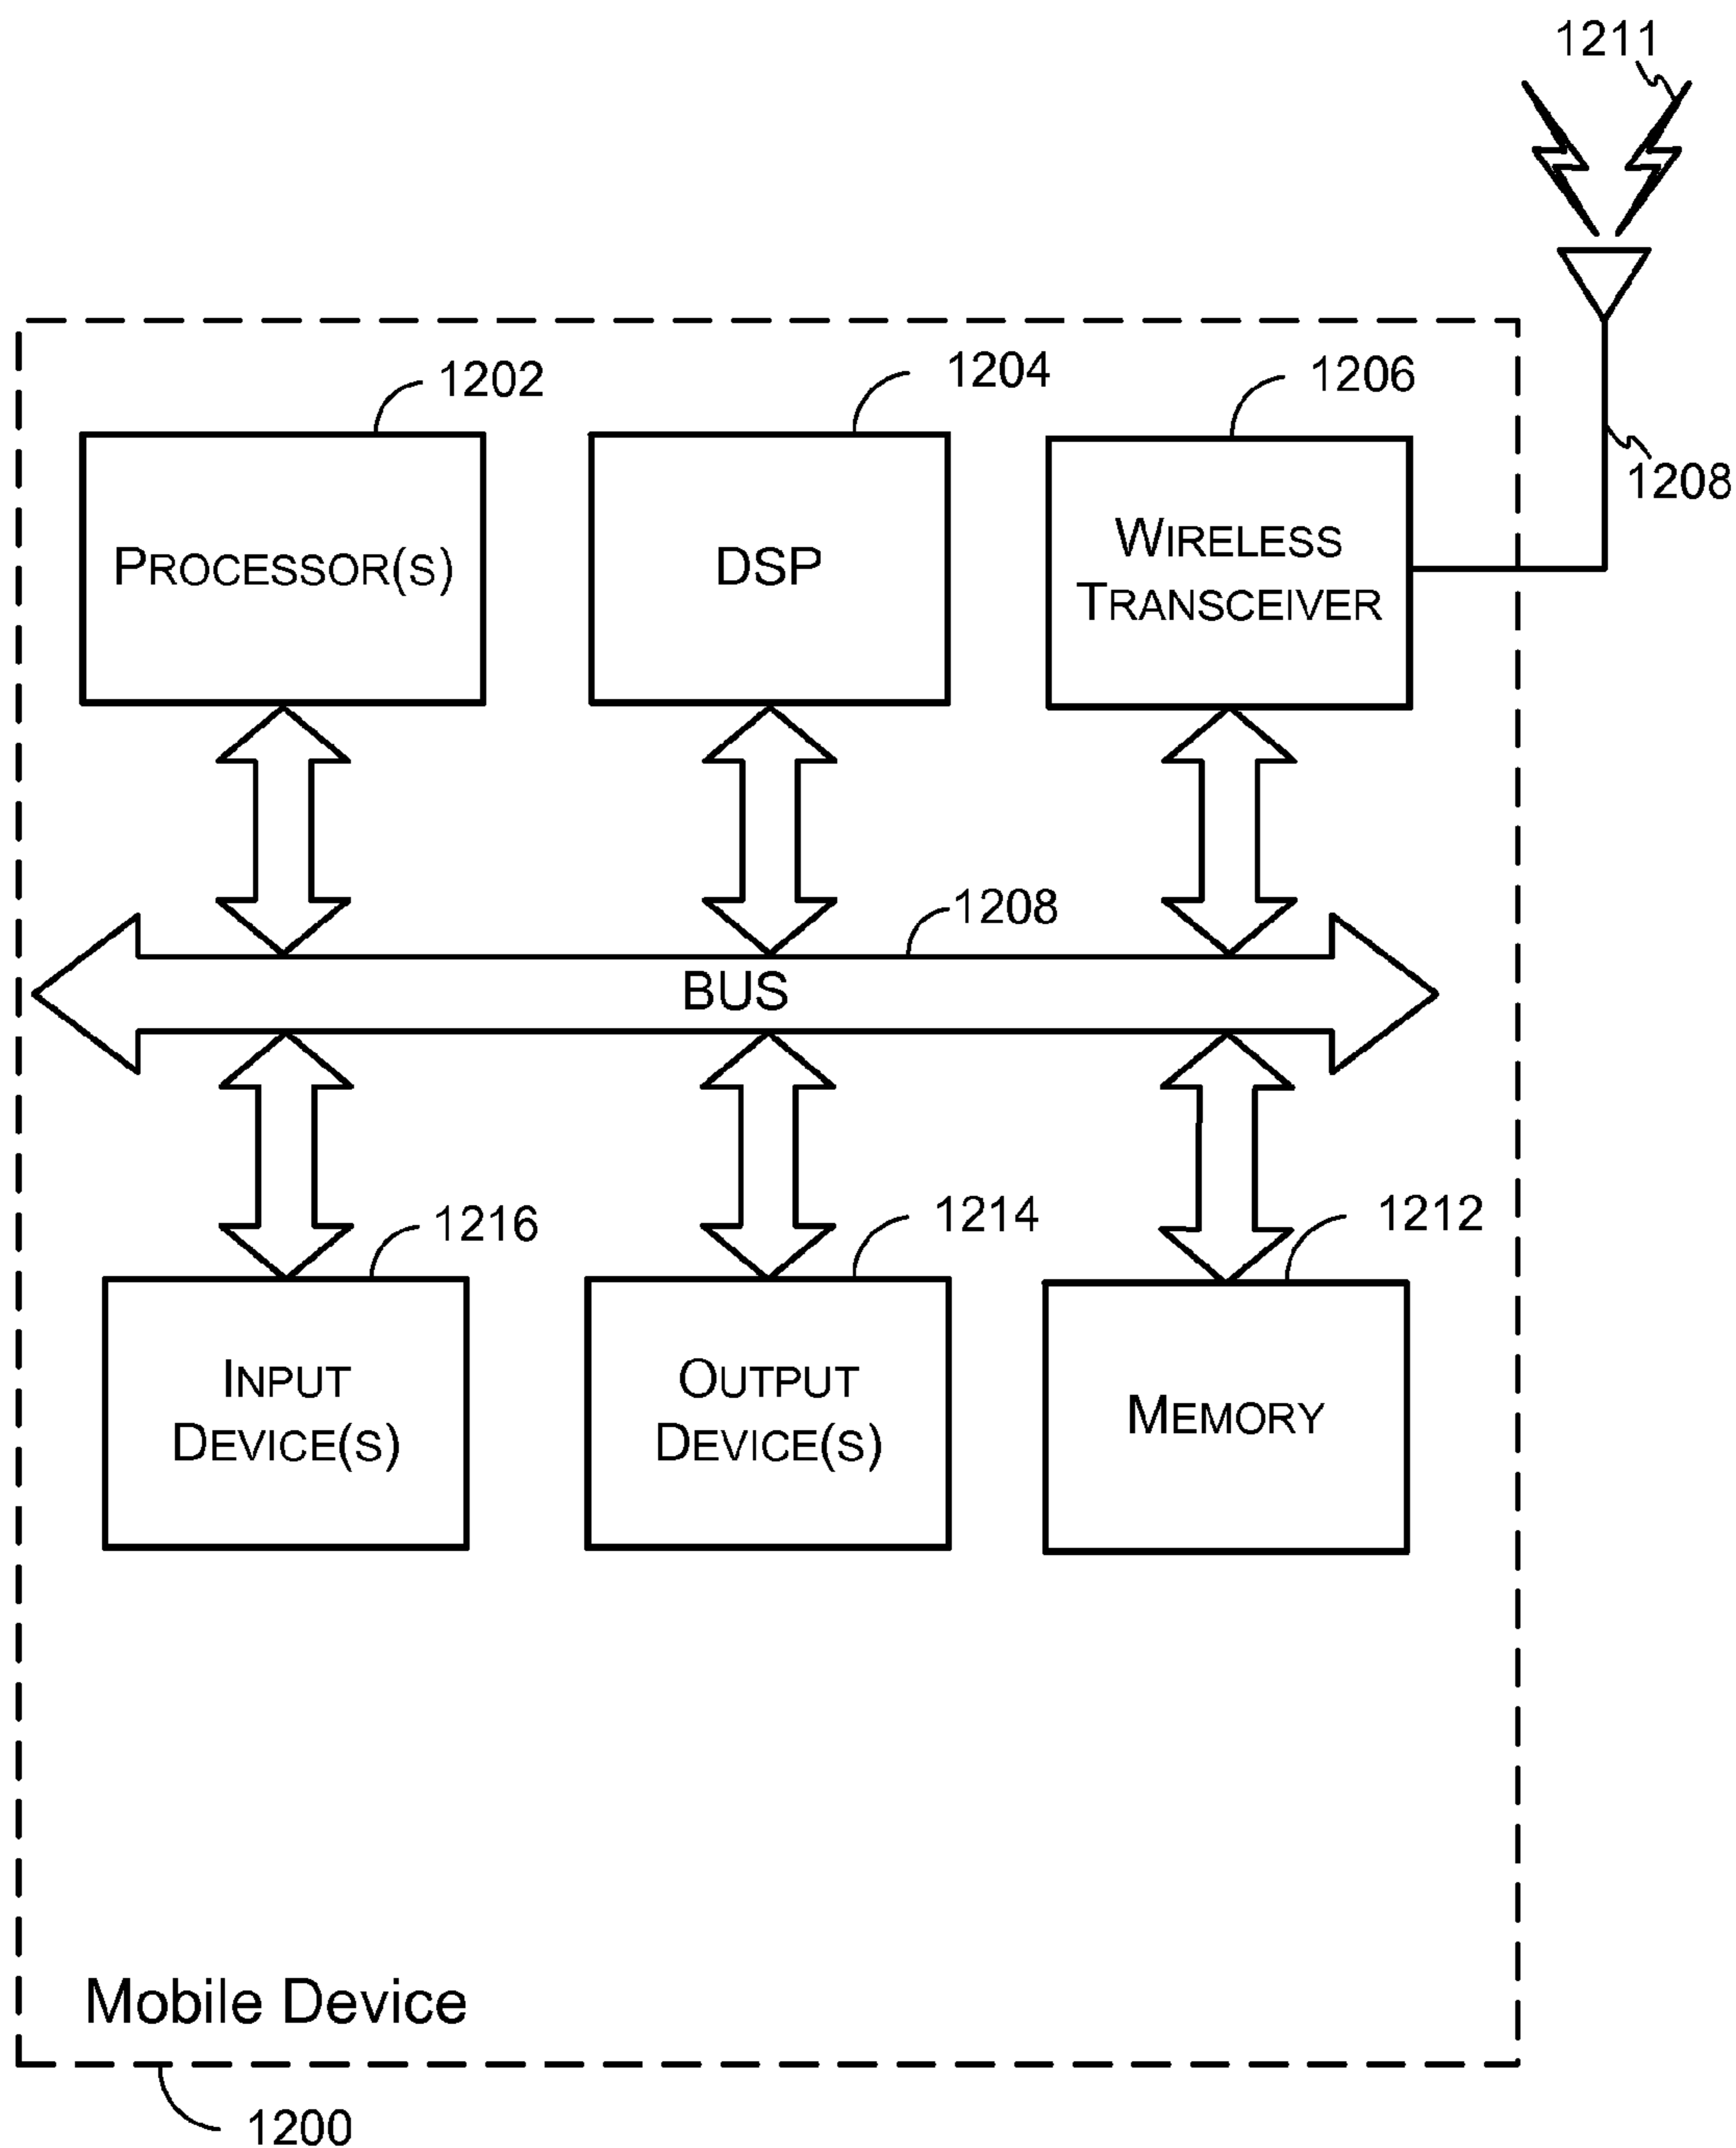 1211
1202
1204
1206
1208
PROCESSOR(S)
DSP
WIRELESS
TRANSCEIVER
1208
BUS
1216
1214
1212
INPUT
DEVICE(S)
OUTPUT
DEVICE(S)
MEMORY
Mobile Device
1200